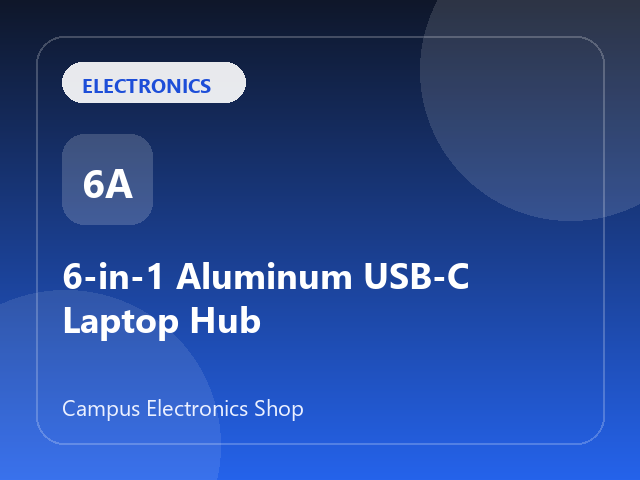 ELECTRONICS
6A
6-in-1 Aluminum USB-C
Laptop Hub
Campus Electronics Shop